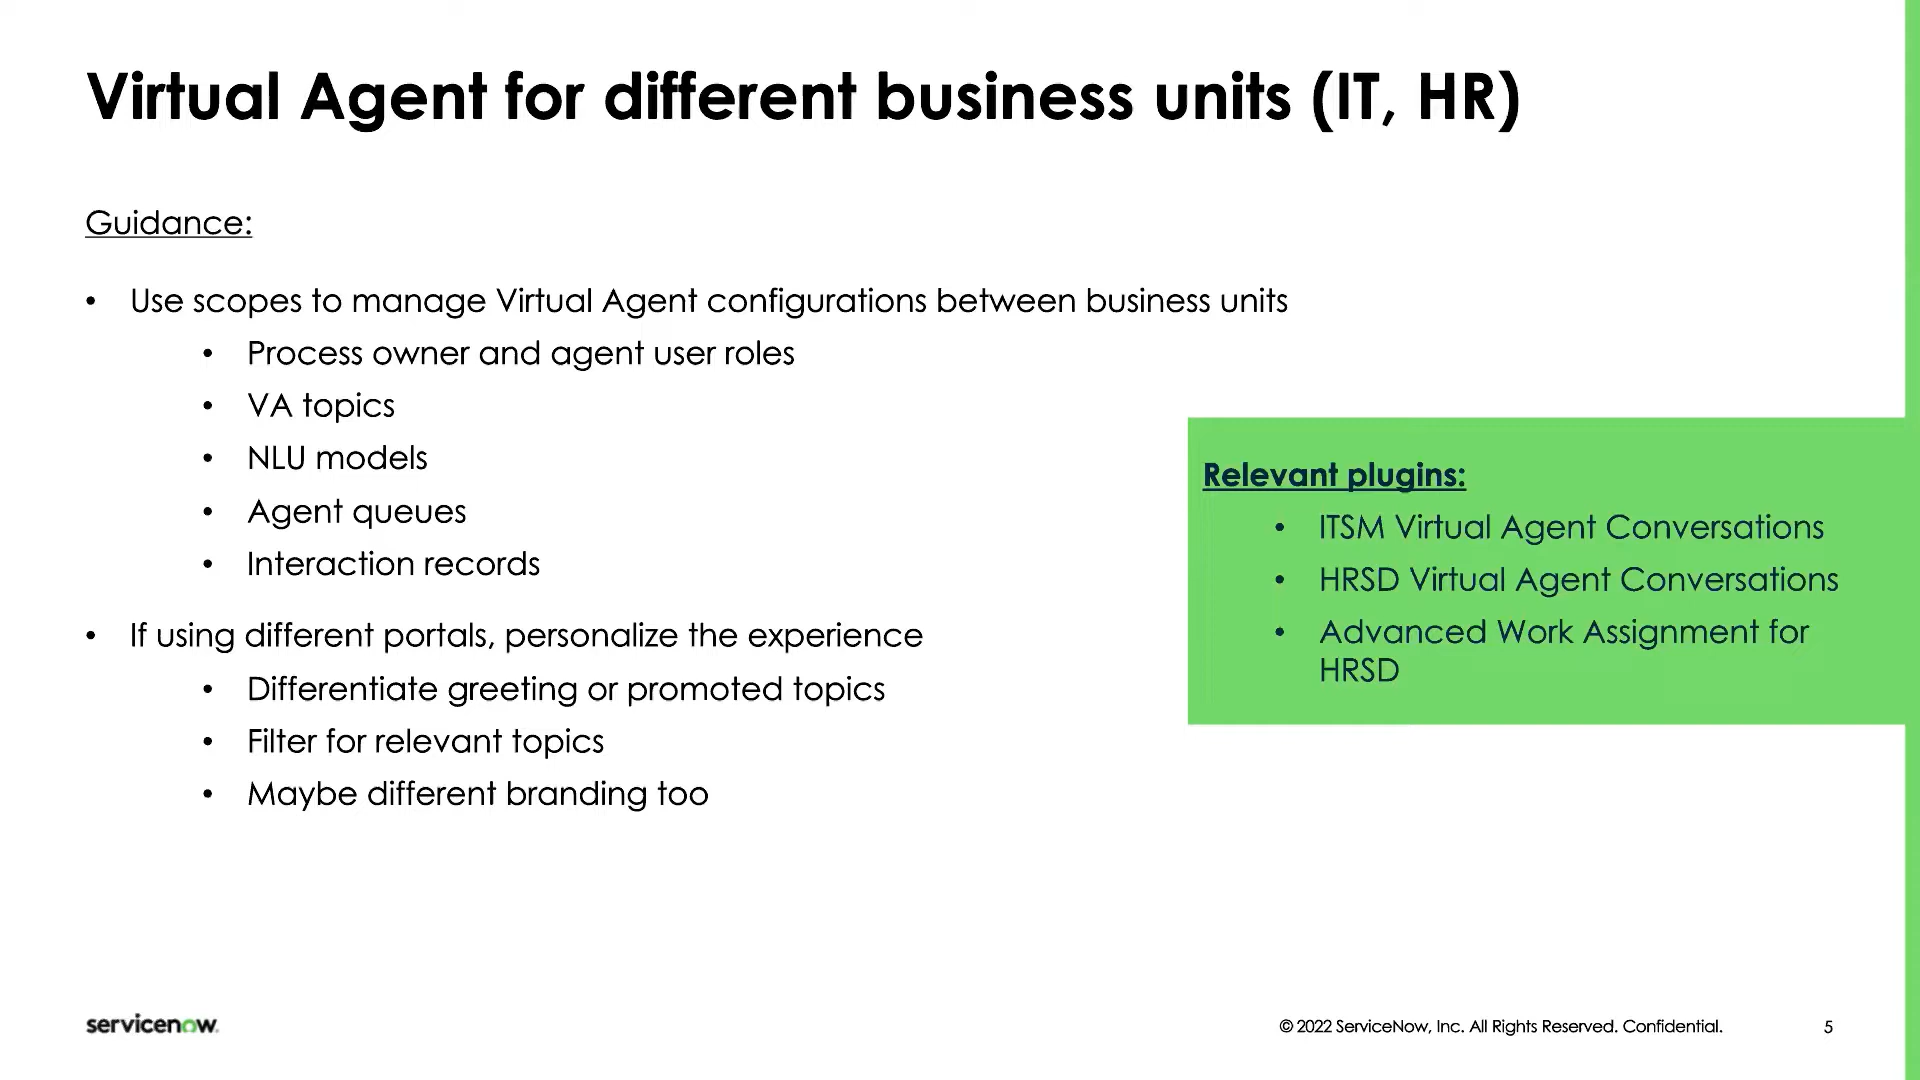 Virtual Agent for different business units (IT, HR)
Guidance:
• Use scopes to manage Virtual Agent configurations between business units
• Process owner and agent user roles
• VA topics
• NLU models
• Agent queues
• Interaction records
• If using different portals, personalize the experience
• Differentiate greeting or promoted topics
• Filter for relevant topics
• Maybe different branding too
Relevant plugins:
• ITSM Virtual Agent Conversations
• HRSD Virtual Agent Conversations
• Advanced Work Assignment for
HRSD
servicenow.
© 2022 ServiceNow, Inc. All Rights Reserved. Confidential.
5